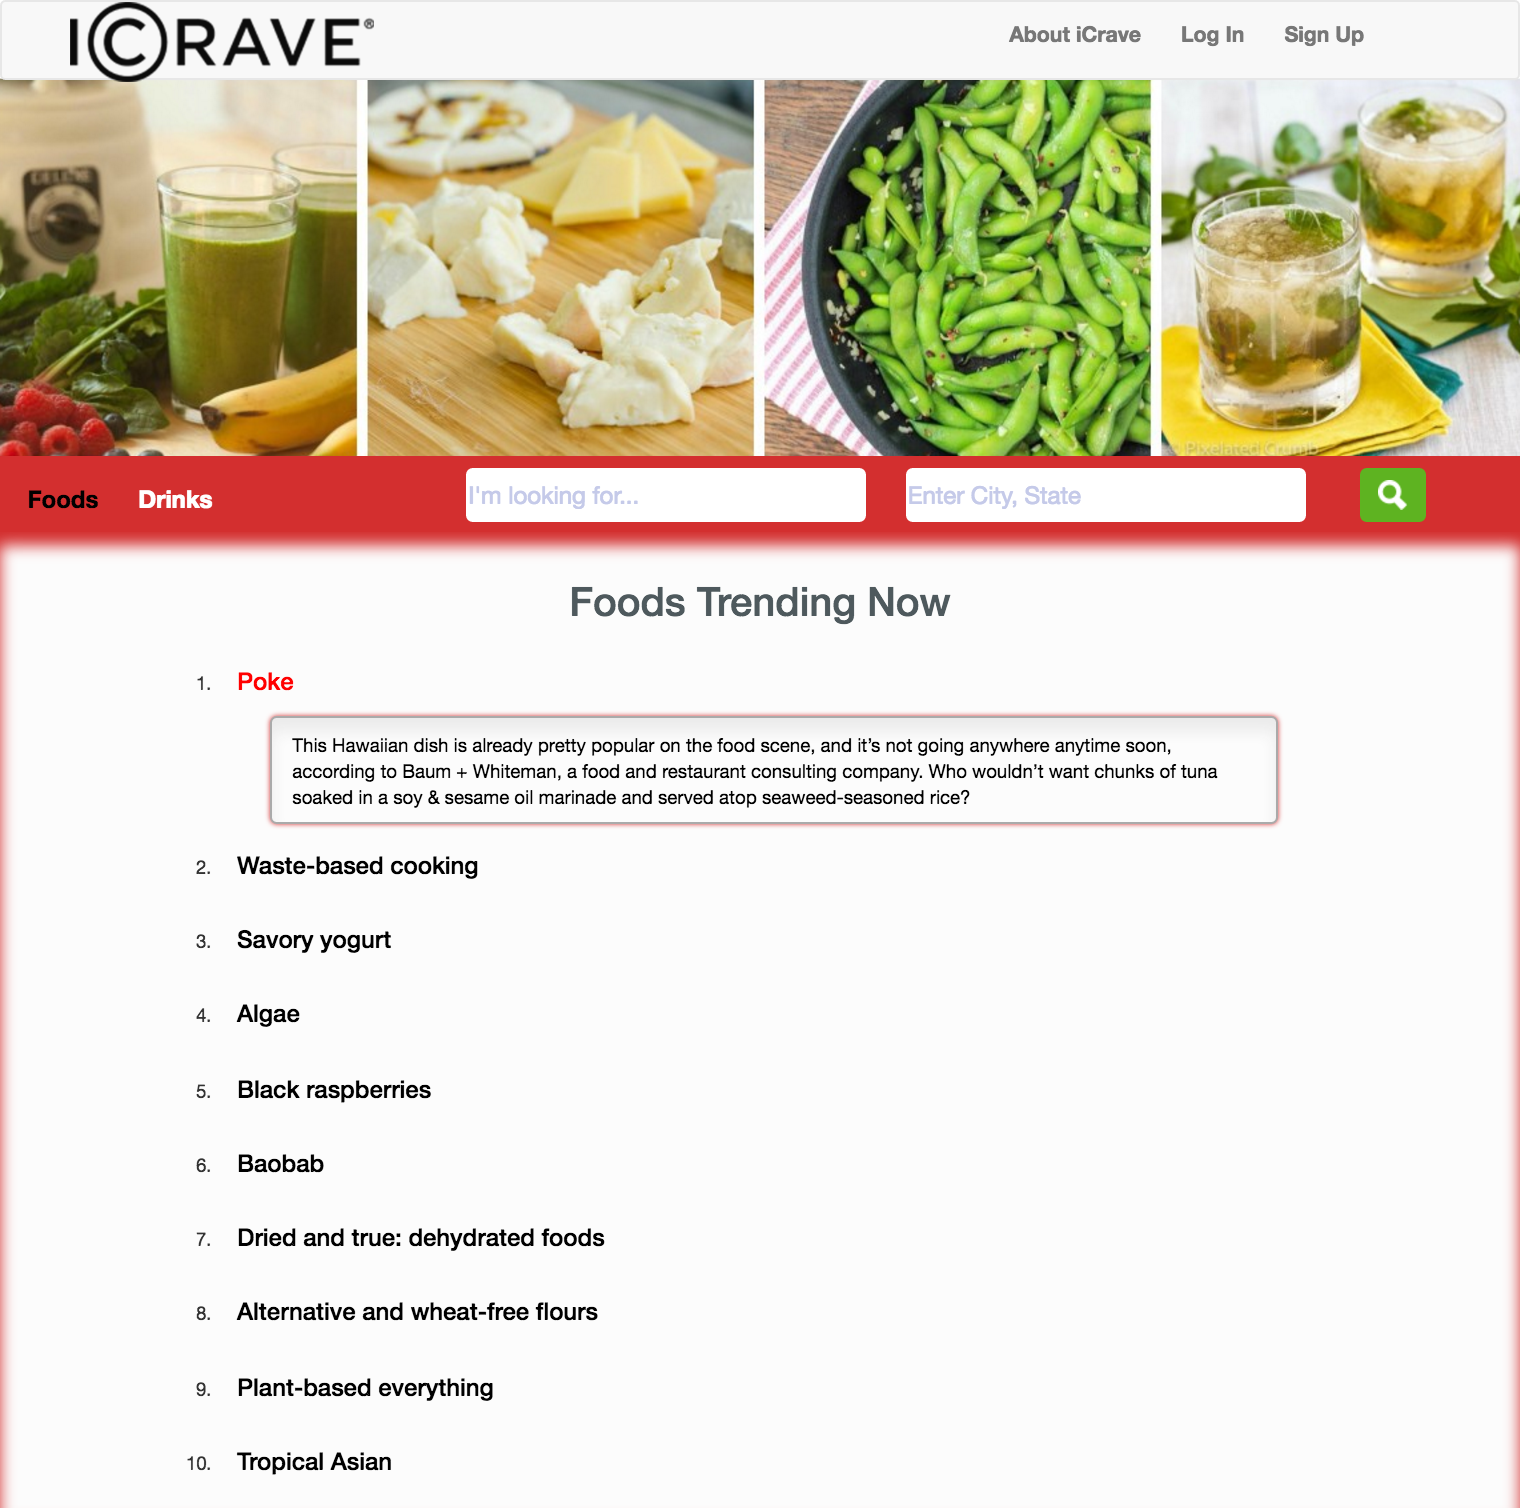 ICRAVE®
About iCrave Log In Sign Up
DELUXE
Pixelated Crumb
Foods Drinks I'm looking for... Enter City, State
Foods Trending Now
1. Poke
This Hawaiian dish is already pretty popular on the food scene, and it’s not going anywhere anytime soon,
according to Baum + Whiteman, a food and restaurant consulting company. Who wouldn’t want chunks of tuna
soaked in a soy & sesame oil marinade and served atop seaweed-seasoned rice?
2. Waste-based cooking
3. Savory yogurt
4. Algae
5. Black raspberries
6. Baobab
7. Dried and true: dehydrated foods
8. Alternative and wheat-free flours
9. Plant-based everything
10. Tropical Asian